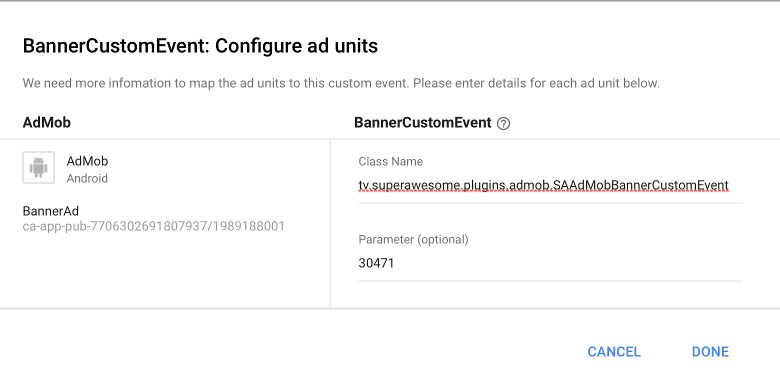 BannerCustomEvent: Configure ad units
We need more infomation to map the ad units to this custom event. Please enter details for each ad unit below.
AdMob
BannerCustomEvent ?
AdMob
Android
BannerAd
ca-app-pub-7706302691807937/1989188001
Class Name
tv.superawesome.plugins.admob.SAAdMobBannerCustomEvent
Parameter (optional)
30471
CANCEL
DONE